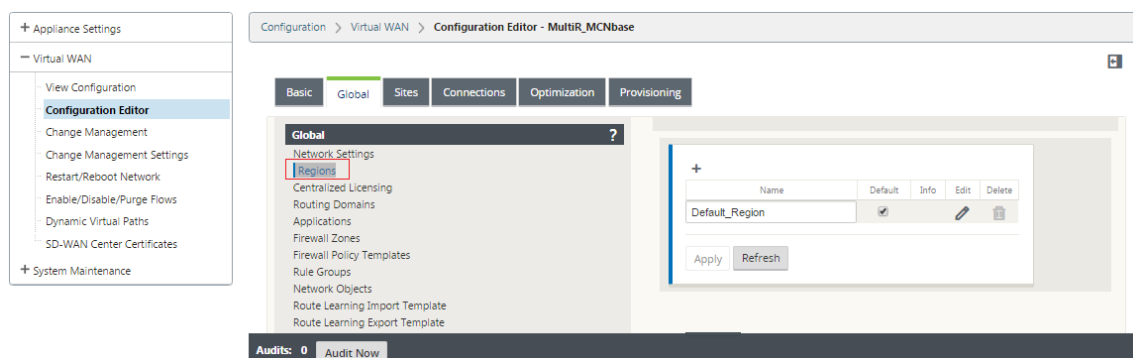 + Appliance Settings
− Virtual WAN
View Configuration
Configuration Editor
Change Management
Change Management Settings
Restart/Reboot Network
Enable/Disable/Purge Flows
Dynamic Virtual Paths
SD-WAN Center Certificates
+ System Maintenance
Configuration > Virtual WAN > Configuration Editor - MultiR_MCNbase
Basic Global Sites Connections Optimization Provisioning
Global ?
Network Settings
Regions
Centralized Licensing
Routing Domains
Applications
Firewall Zones
Firewall Policy Templates
Rule Groups
Network Objects
Route Learning Import Template
Route Learning Export Template
+
Name Default Info Edit Delete
Default_Region
Apply Refresh
Audits: 0 Audit Now